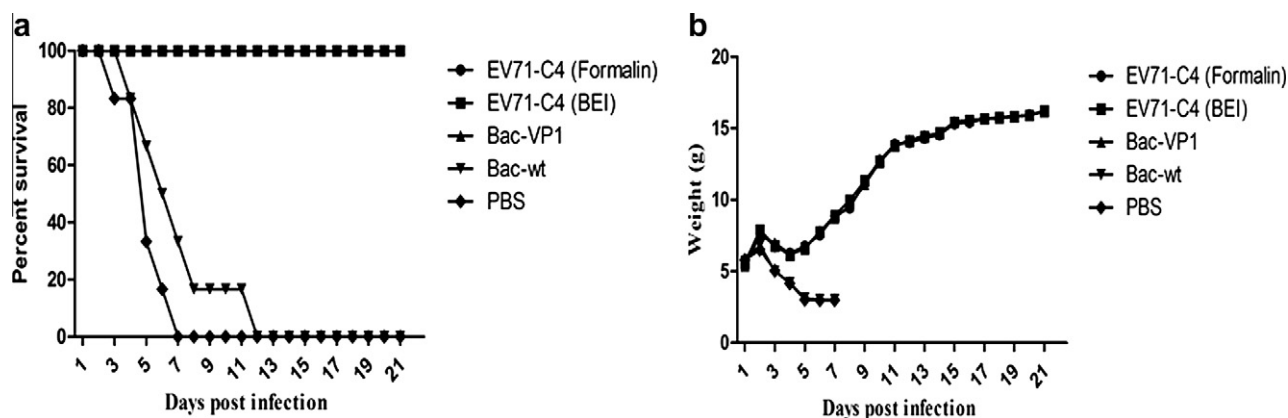 a
Percent survival
100
80
60
40
20
0
1 3 5 7 9 11 13 15 17 19 21
Days post infection
EV71-C4 (Formalin)
EV71-C4 (BEI)
Bac-VP1
Bac-wt
PBS
b
Weight (g)
20
15
10
5
0
1 3 5 7 9 11 13 15 17 19 21
Days post infection
EV71-C4 (Formalin)
EV71-C4 (BEI)
Bac-VP1
Bac-wt
PBS